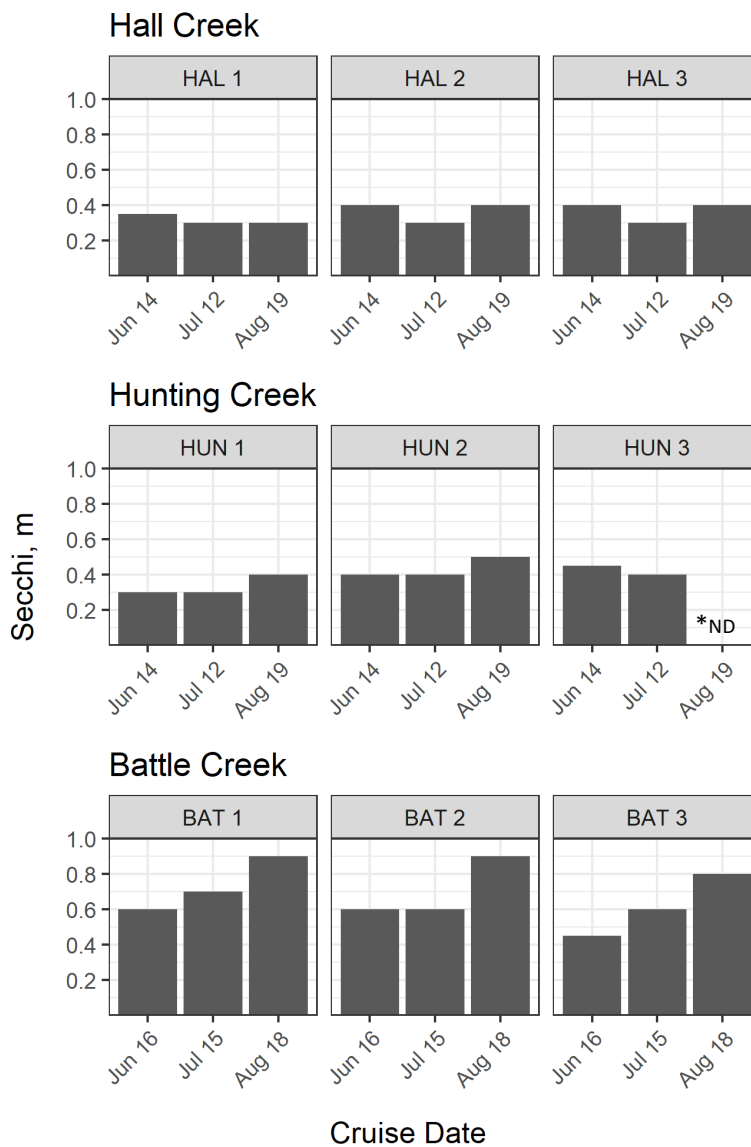 Hall Creek
HAL 1 HAL 2 HAL 3
1.0
0.8
0.6
0.4
0.2
Jun 14 Jul 12 Aug 19 Jun 14 Jul 12 Aug 19 Jun 14 Jul 12 Aug 19
Hunting Creek
HUN 1 HUN 2 HUN 3
1.0
0.8
0.6
0.4
0.2
*ND
Jun 14 Jul 12 Aug 19 Jun 14 Jul 12 Aug 19 Jun 14 Jul 12 Aug 19
Secchi, m
Battle Creek
BAT 1 BAT 2 BAT 3
1.0
0.8
0.6
0.4
0.2
Jun 16 Jul 15 Aug 18 Jun 16 Jul 15 Aug 18 Jun 16 Jul 15 Aug 18
Cruise Date